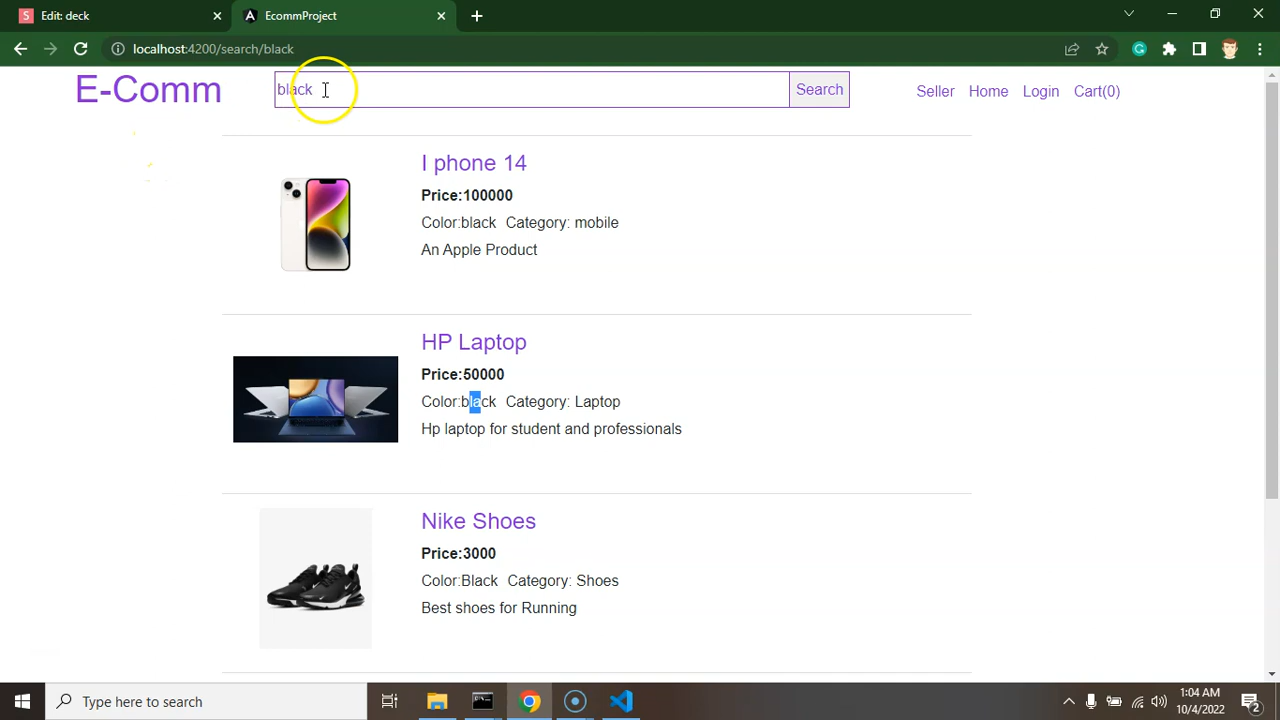 Edit: deck
EcommProject
localhost:4200/search/black
E-Comm
black
Search
Seller Home Login Cart(0)
I phone 14
Price:100000
Color:black Category: mobile
An Apple Product
HP Laptop
Price:50000
Color:black Category: Laptop
Hp laptop for student and professionals
Nike Shoes
Price:3000
Color:Black Category: Shoes
Best shoes for Running
Type here to search
1:04 AM
10/4/2022
2